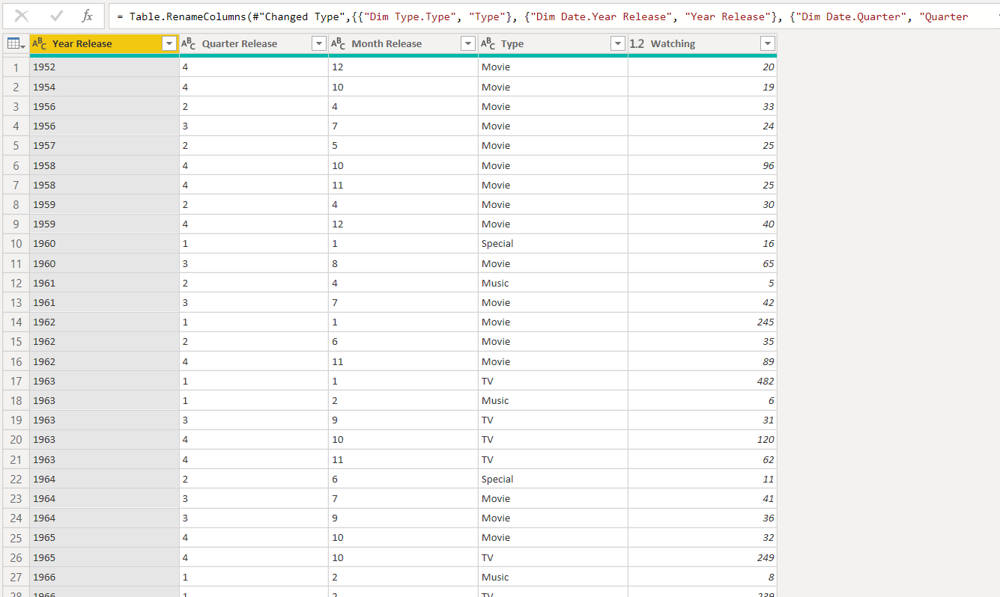 = Table.RenameColumns(#"Changed Type",{{"Dim Type.Type", "Type"}, {"Dim Date.Year Release", "Year Release"}, {"Dim Date.Quarter", "Quarter
ABC Year Release ABC Quarter Release ABC Month Release ABC Type 1.2 Watching
1 1952 4 12 Movie 20
2 1954 4 10 Movie 19
3 1956 2 4 Movie 33
4 1956 3 7 Movie 24
5 1957 2 5 Movie 25
6 1958 4 10 Movie 96
7 1958 4 11 Movie 25
8 1959 2 4 Movie 30
9 1959 4 12 Movie 40
10 1960 1 1 Special 16
11 1960 3 8 Movie 65
12 1961 2 4 Music 5
13 1961 3 7 Movie 42
14 1962 1 1 Movie 245
15 1962 2 6 Movie 35
16 1962 4 11 Movie 89
17 1963 1 1 TV 482
18 1963 1 2 Music 6
19 1963 3 9 TV 31
20 1963 4 10 TV 120
21 1963 4 11 TV 62
22 1964 2 6 Special 11
23 1964 3 7 Movie 41
24 1964 3 9 Movie 36
25 1965 4 10 Movie 32
26 1965 4 10 TV 249
27 1966 1 2 Music 8
28 1966 1 2 TV 239